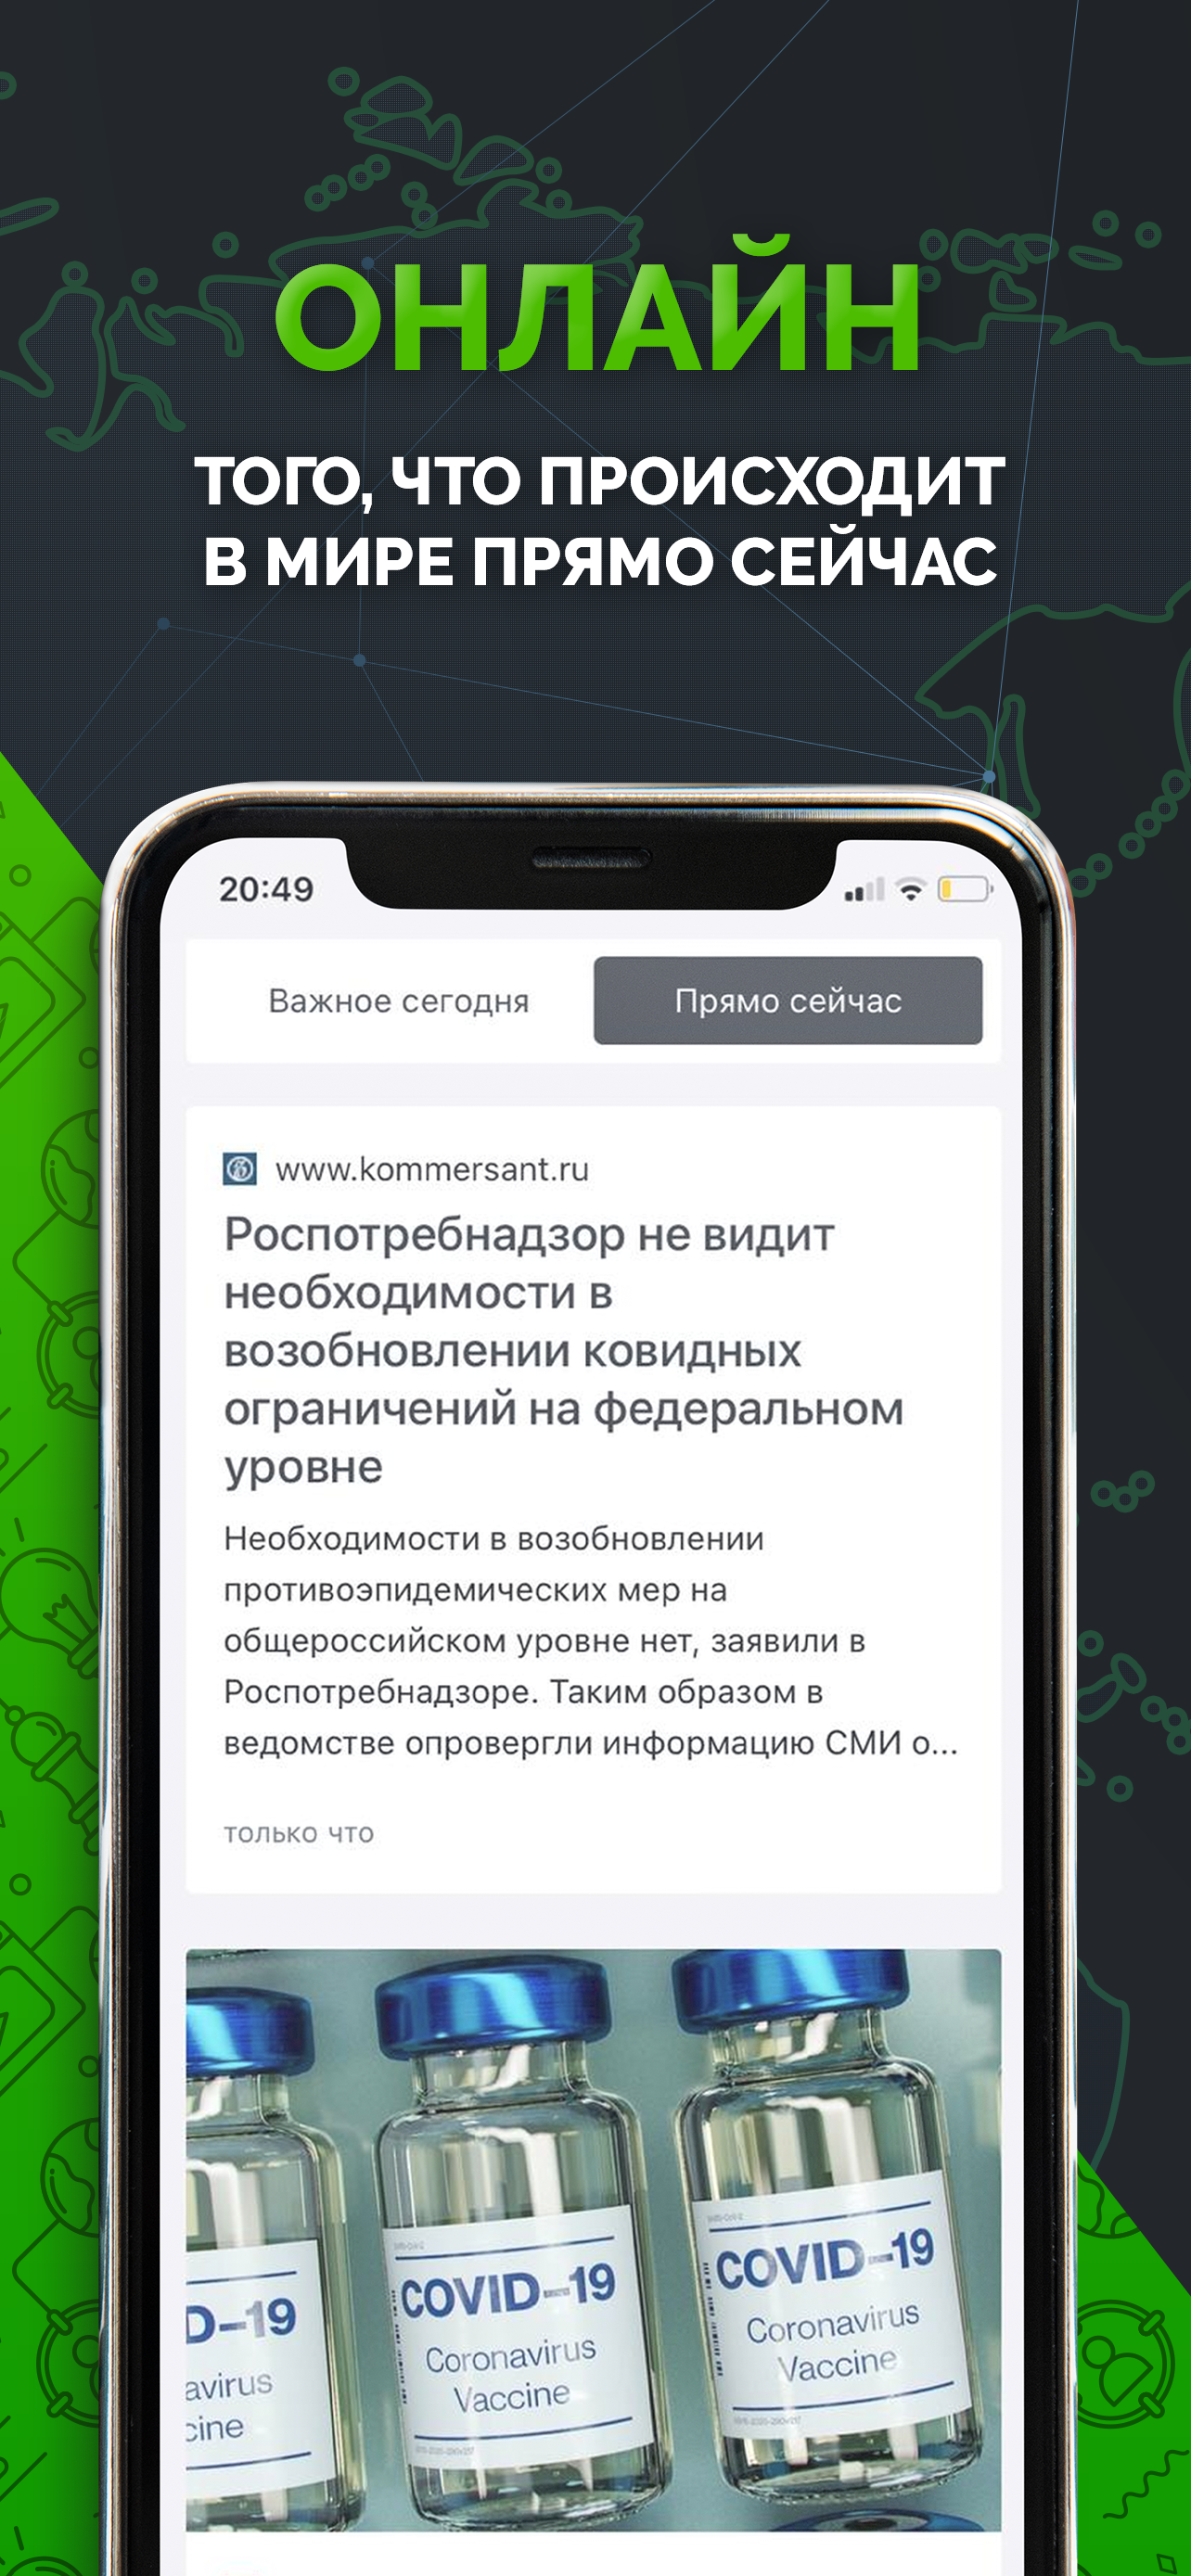 ОНЛАЙН
ТОГО, ЧТО ПРОИСХОДИТ
В МИРЕ ПРЯМО СЕЙЧАС
20:49
Важное сегодня
Прямо сейчас
www.kommersant.ru
Роспотребнадзор не видит
необходимости в
возобновлении ковидных
ограничений на федеральном
уровне
Необходимости в возобновлении
противоэпидемических мер на
общероссийском уровне нет, заявили в
Роспотребнадзоре. Таким образом в
ведомстве опровергли информацию СМИ о...
только что
D-19
avirus
cine
COVID-19
Coronavirus
Vaccine
COVID-19
Coronavirus
Vaccine